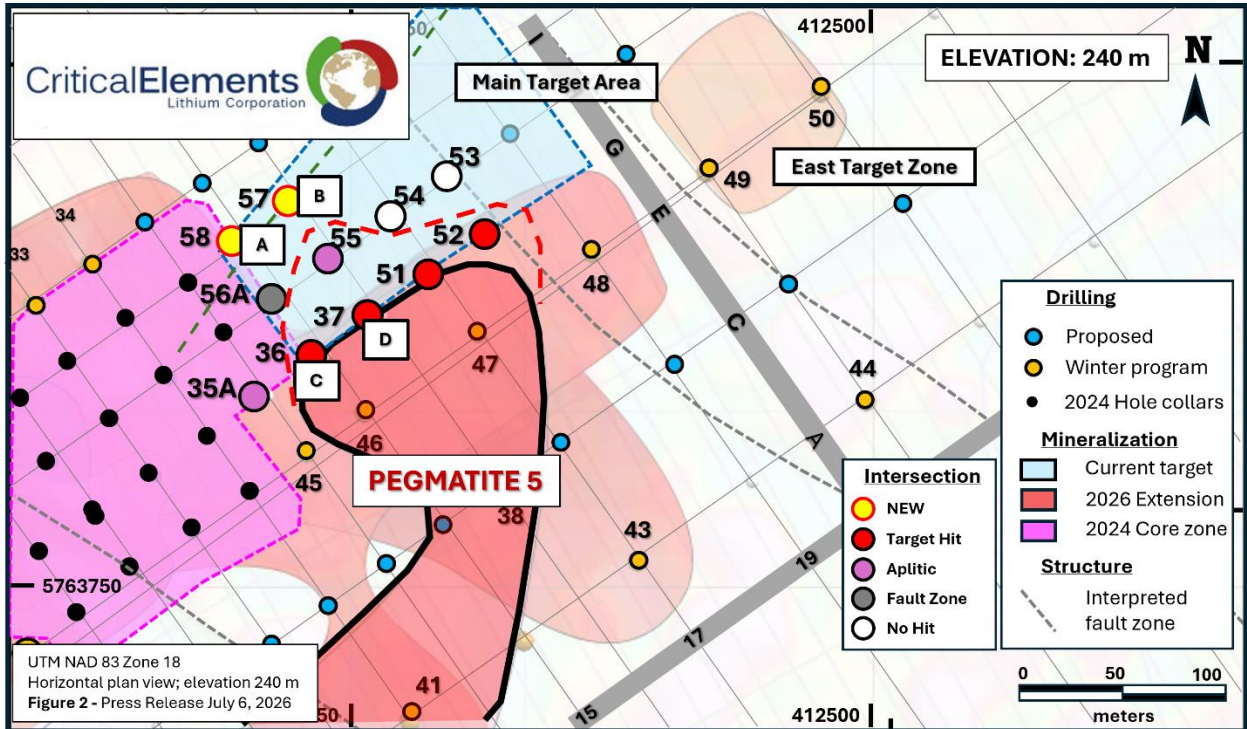 CriticalElements
Lithium Corporation
50
412500
ELEVATION: 240 m
N
Main Target Area
East Target Zone
I
G
E
C
A
50
49
53
54
57
B
58
A
55
52
51
48
34
33
56A
37
D
36
C
35A
47
46
45
44
43
38
41
PEGMATITE 5
19
17
15
5763750
Drilling
Proposed
Winter program
2024 Hole collars
Mineralization
Current target
2026 Extension
2024 Core zone
Structure
Interpreted
fault zone
Intersection
NEW
Target Hit
Aplitic
Fault Zone
No Hit
0 50 100
meters
UTM NAD 83 Zone 18
Horizontal plan view; elevation 240 m
Figure 2 - Press Release July 6, 2026
50
412500